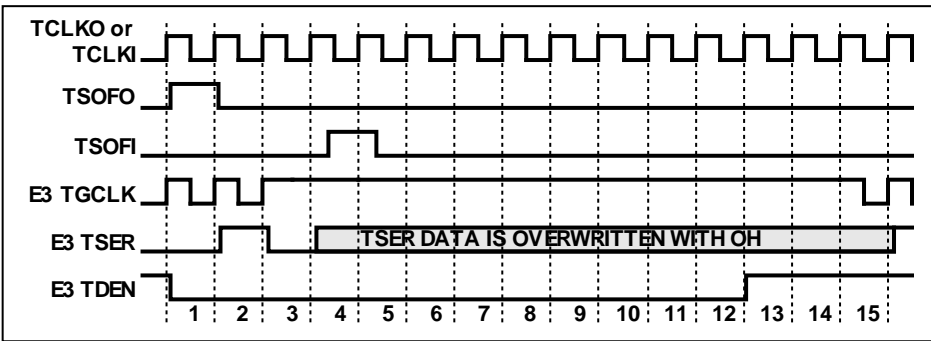 TCLKO or
TCLKI
TSOFO
TSOFI
E3 TGCLK
E3 TSER
TSER DATA IS OVERWRITTEN WITH OH
E3 TDEN
1 2 3 4 5 6 7 8 9 10 11 12 13 14 15